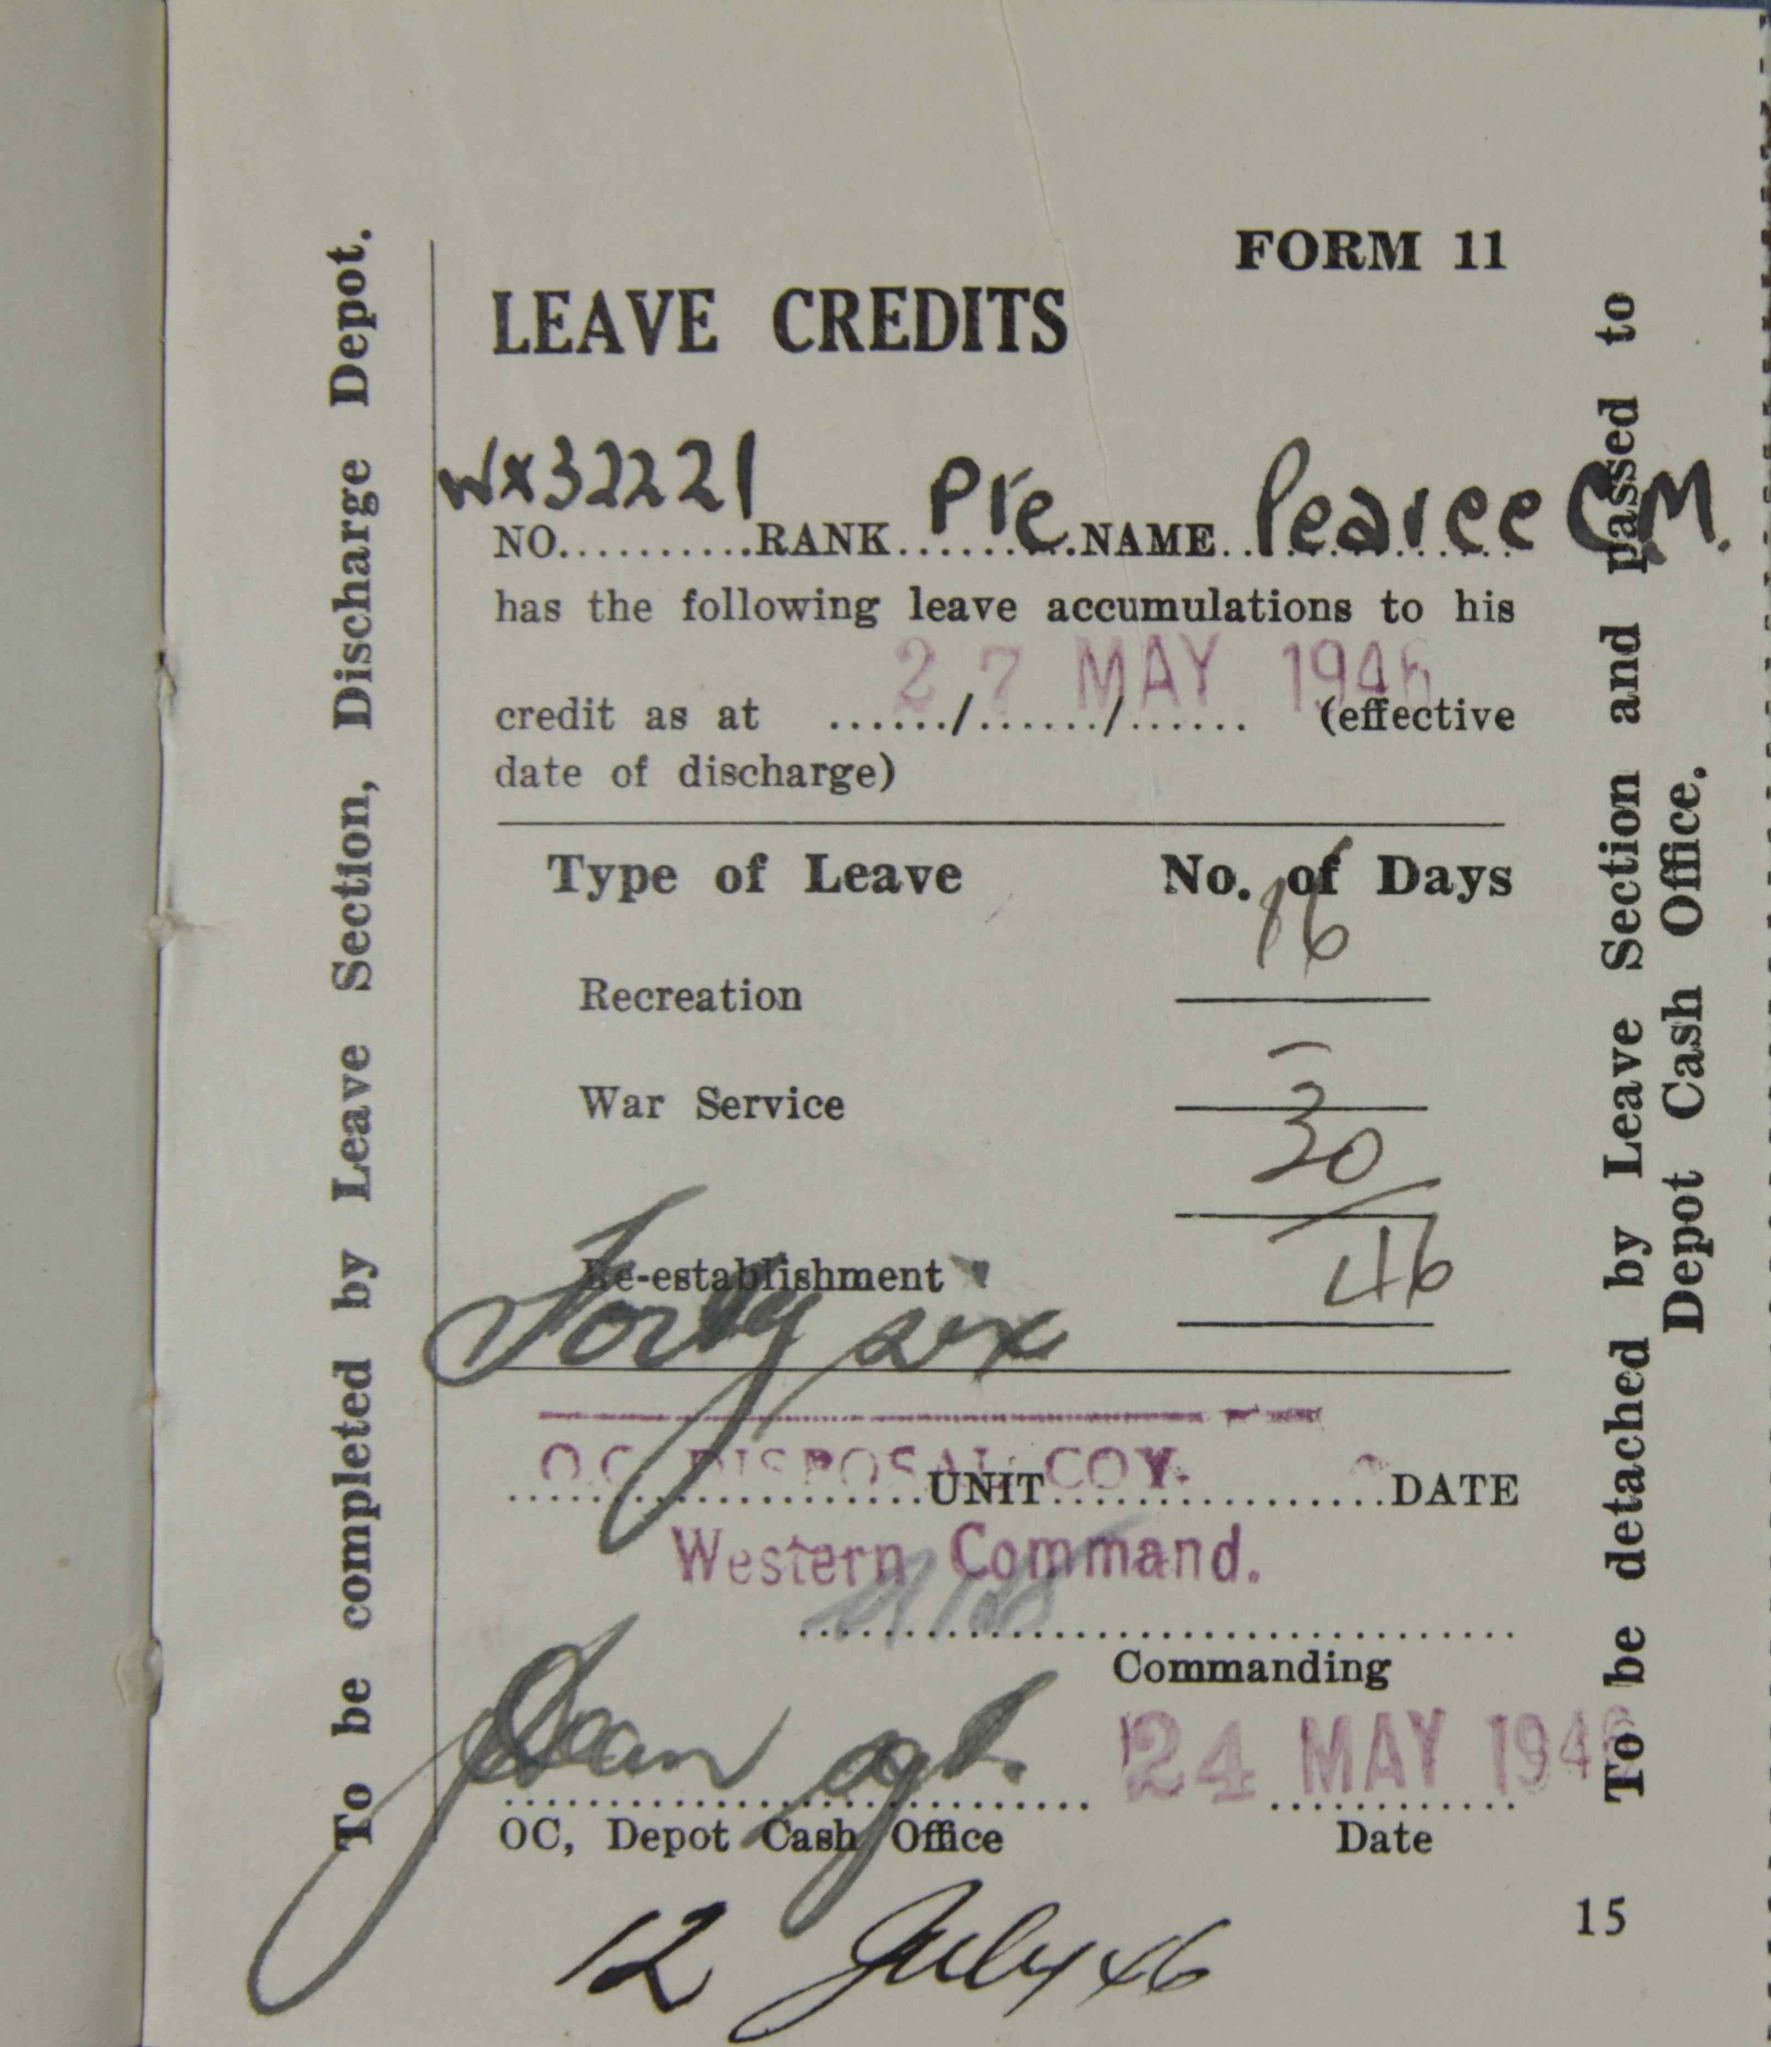 FORM 11
LEAVE CREDITS
WX32221 Pte Pearce C.M.
NO..........RANK..........NAME................
has the following leave accumulations to his
27 MAY 1946
credit as at ....../....../...... (effective
date of discharge)
Type of Leave No. of Days
16
Recreation
War Service
30
Re-establishment
46
Forty six
OC DISPOSAL COY.
....................UNIT................DATE
Western Command.
Commanding
24 MAY 1946
OC, Depot Cash Office Date
15
12 July 46
To be completed by Leave Section, Discharge Depot.
To be detached by Leave Section and passed to
Depot Cash Office.